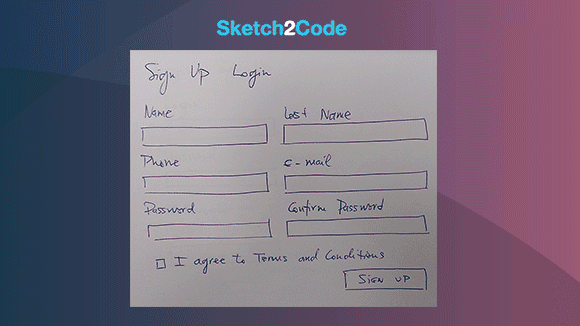 Sketch2Code
Sign Up Login
Name Last Name
Phone e-mail
Password Confirm Password
I agree to Terms and Conditions
SIGN UP